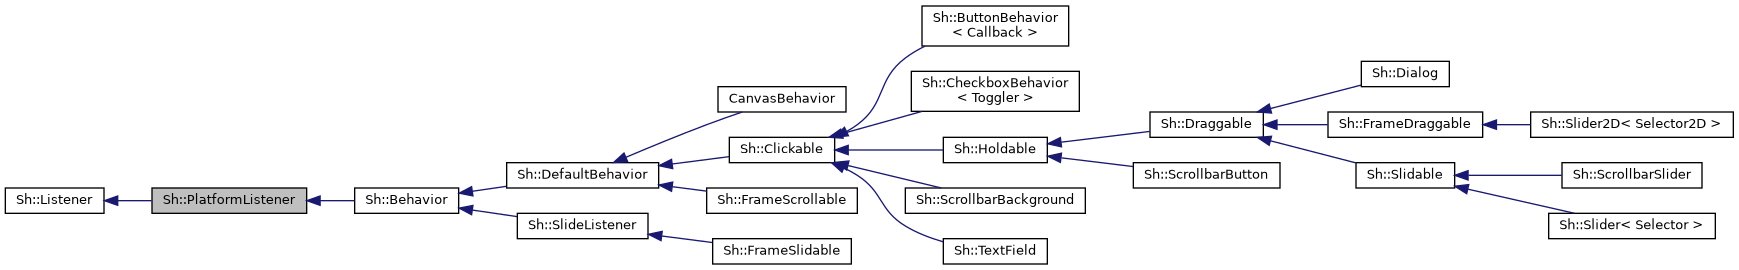 Sh::Listener
Sh::PlatformListener
Sh::Behavior
Sh::DefaultBehavior
Sh::SlideListener
CanvasBehavior
Sh::Clickable
Sh::FrameScrollable
Sh::FrameSlidable
Sh::ButtonBehavior
< Callback >
Sh::CheckboxBehavior
< Toggler >
Sh::Holdable
Sh::ScrollbarBackground
Sh::TextField
Sh::Draggable
Sh::ScrollbarButton
Sh::Dialog
Sh::FrameDraggable
Sh::Slidable
Sh::Slider2D< Selector2D >
Sh::ScrollbarSlider
Sh::Slider< Selector >